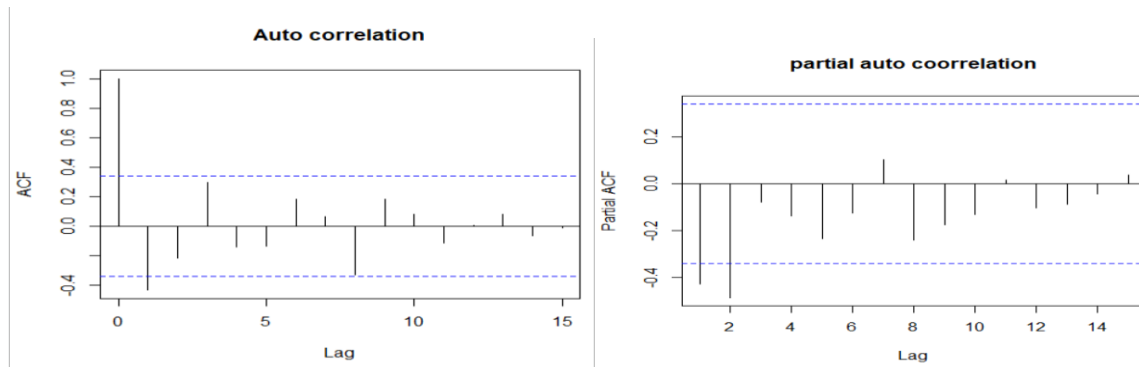 Auto correlation
ACF
1.0
0.8
0.6
0.4
0.2
0.0
-0.4
0 5 10 15
Lag
partial auto coorrelation
Partial ACF
0.2
0.0
-0.2
-0.4
2 4 6 8 10 12 14
Lag